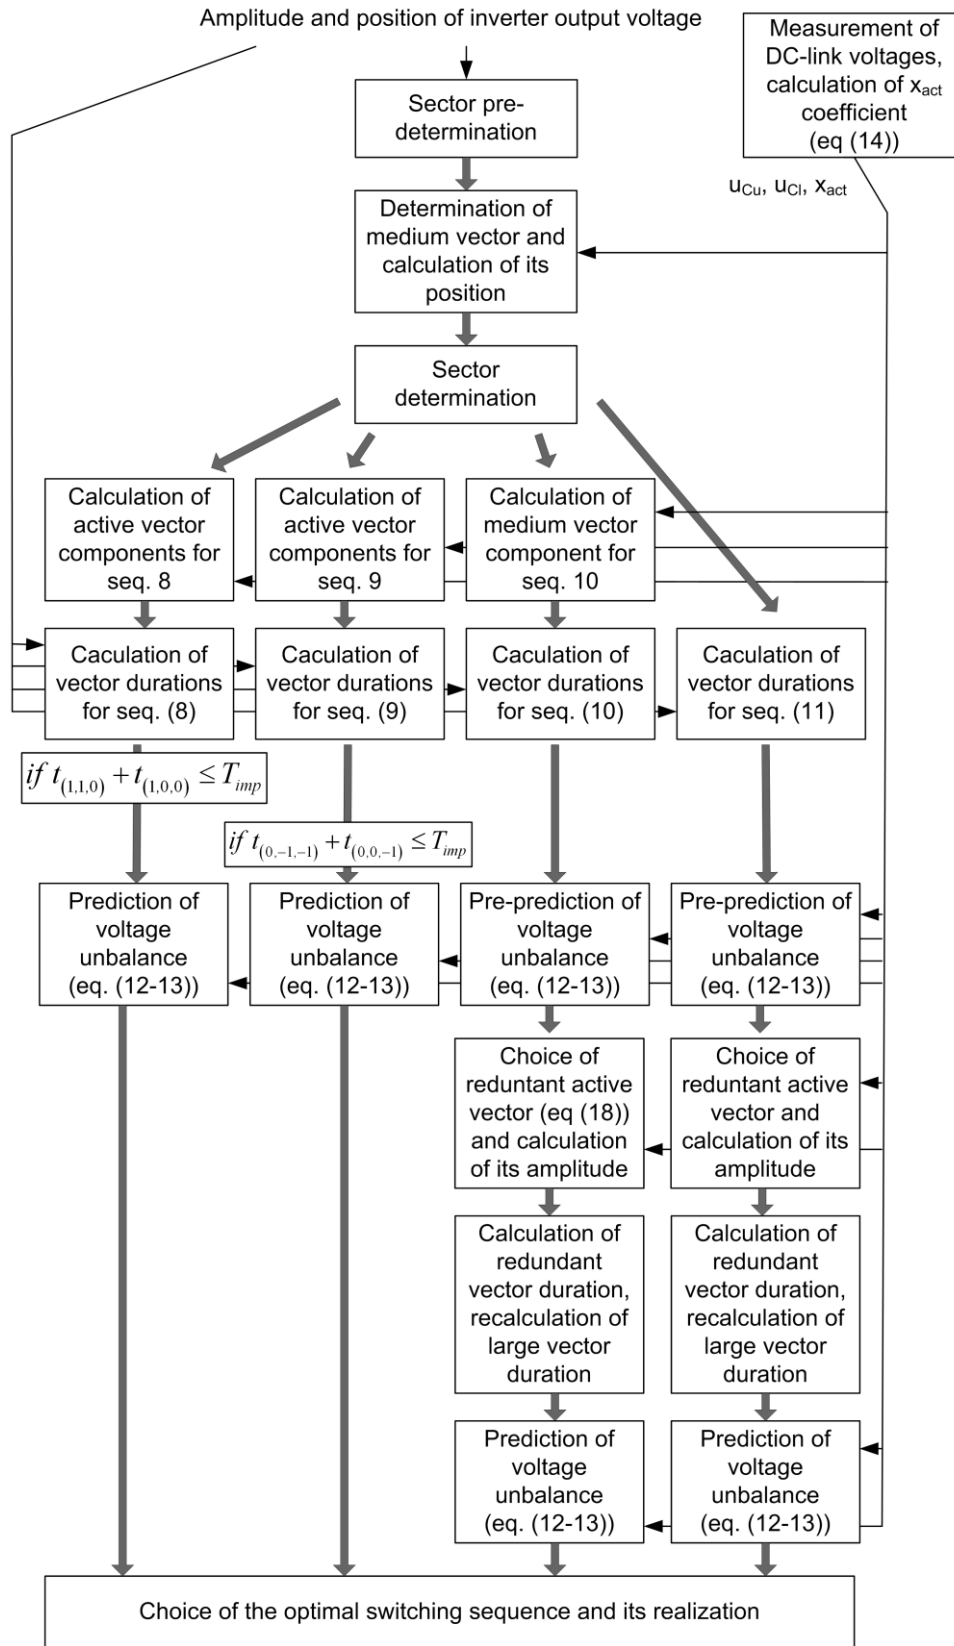 Amplitude and position of inverter output voltage
Measurement of
DC-link voltages,
calculation of x_act
coefficient
(eq (14))
Sector pre-
determination
u_Cu, u_Cl, x_act
Determination of
medium vector and
calculation of its
position
Sector
determination
Calculation of
active vector
components for
seq. 8
Calculation of
active vector
components for
seq. 9
Calculation of
medium vector
component for
seq. 10
Caculation of
vector durations
for seq. (8)
Caculation of
vector durations
for seq. (9)
Caculation of
vector durations
for seq. (10)
Caculation of
vector durations
for seq. (11)
if t_(1,1,0) + t_(1,0,0) ≤ T_imp
if t_(0,-1,-1) + t_(0,0,-1) ≤ T_imp
Prediction of
voltage
unbalance
(eq. (12-13))
Prediction of
voltage
unbalance
(eq. (12-13))
Pre-prediction of
voltage
unbalance
(eq. (12-13))
Pre-prediction of
voltage
unbalance
(eq. (12-13))
Choice of
reduntant active
vector (eq (18))
and calculation
of its amplitude
Choice of
reduntant active
vector and
calculation of its
amplitude
Calculation of
redundant
vector duration,
recalculation of
large vector
duration
Calculation of
redundant
vector duration,
recalculation of
large vector
duration
Prediction of
voltage
unbalance
(eq. (12-13))
Prediction of
voltage
unbalance
(eq. (12-13))
Choice of the optimal switching sequence and its realization